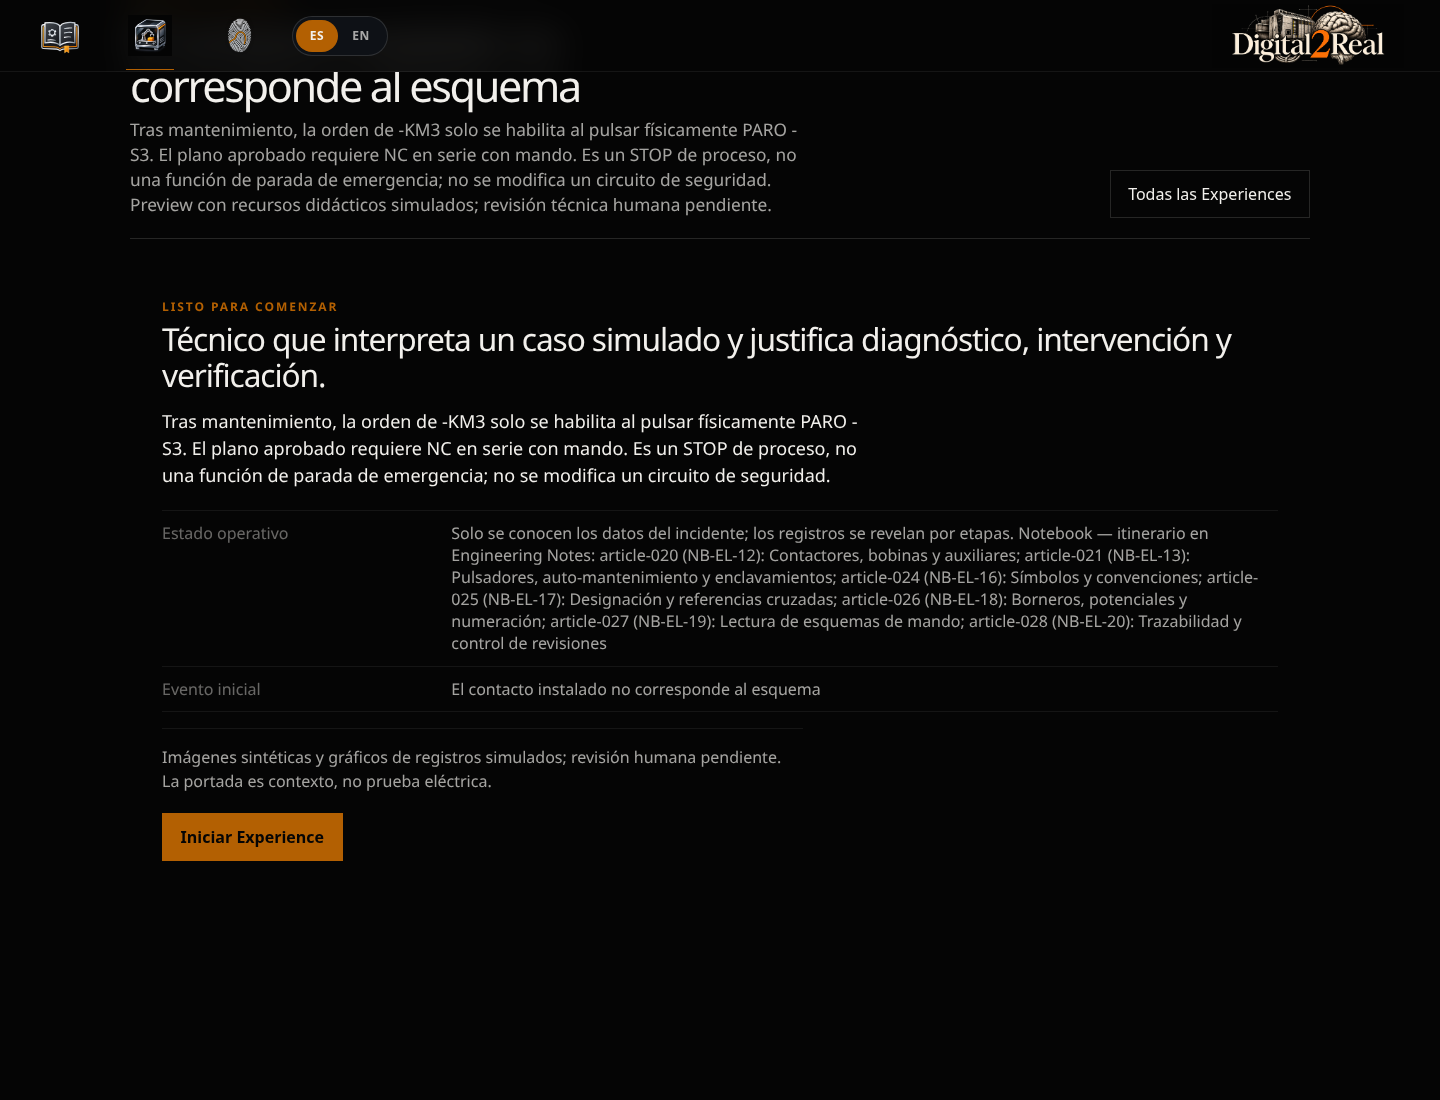 ES EN
Digital2Real
corresponde al esquema
Tras mantenimiento, la orden de -KM3 solo se habilita al pulsar físicamente PARO -
S3. El plano aprobado requiere NC en serie con mando. Es un STOP de proceso, no
una función de parada de emergencia; no se modifica un circuito de seguridad.
Preview con recursos didácticos simulados; revisión técnica humana pendiente.
Todas las Experiences
LISTO PARA COMENZAR
Técnico que interpreta un caso simulado y justifica diagnóstico, intervención y
verificación.
Tras mantenimiento, la orden de -KM3 solo se habilita al pulsar físicamente PARO -
S3. El plano aprobado requiere NC en serie con mando. Es un STOP de proceso, no
una función de parada de emergencia; no se modifica un circuito de seguridad.
Estado operativo
Solo se conocen los datos del incidente; los registros se revelan por etapas. Notebook — itinerario en
Engineering Notes: article-020 (NB-EL-12): Contactores, bobinas y auxiliares; article-021 (NB-EL-13):
Pulsadores, auto-mantenimiento y enclavamientos; article-024 (NB-EL-16): Símbolos y convenciones; article-
025 (NB-EL-17): Designación y referencias cruzadas; article-026 (NB-EL-18): Borneros, potenciales y
numeración; article-027 (NB-EL-19): Lectura de esquemas de mando; article-028 (NB-EL-20): Trazabilidad y
control de revisiones
Evento inicial
El contacto instalado no corresponde al esquema
Imágenes sintéticas y gráficos de registros simulados; revisión humana pendiente.
La portada es contexto, no prueba eléctrica.
Iniciar Experience